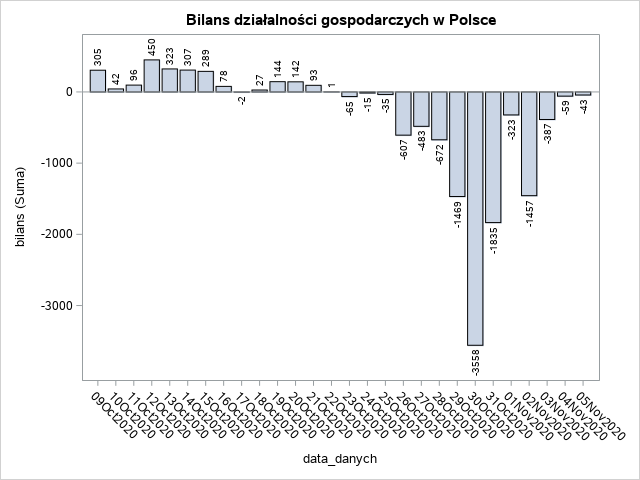 Bilans działalności gospodarczych w Polsce
bilans (Suma)
0
-1000
-2000
-3000
305
42
96
450
323
307
289
78
-2
27
144
142
93
1
-65
-15
-35
-607
-483
-672
-1469
-3558
-1835
-323
-1457
-387
-59
-43
09Oct2020
10Oct2020
11Oct2020
12Oct2020
13Oct2020
14Oct2020
15Oct2020
16Oct2020
17Oct2020
18Oct2020
19Oct2020
20Oct2020
21Oct2020
22Oct2020
23Oct2020
24Oct2020
25Oct2020
26Oct2020
27Oct2020
28Oct2020
29Oct2020
30Oct2020
31Oct2020
01Nov2020
02Nov2020
03Nov2020
04Nov2020
05Nov2020
data_danych